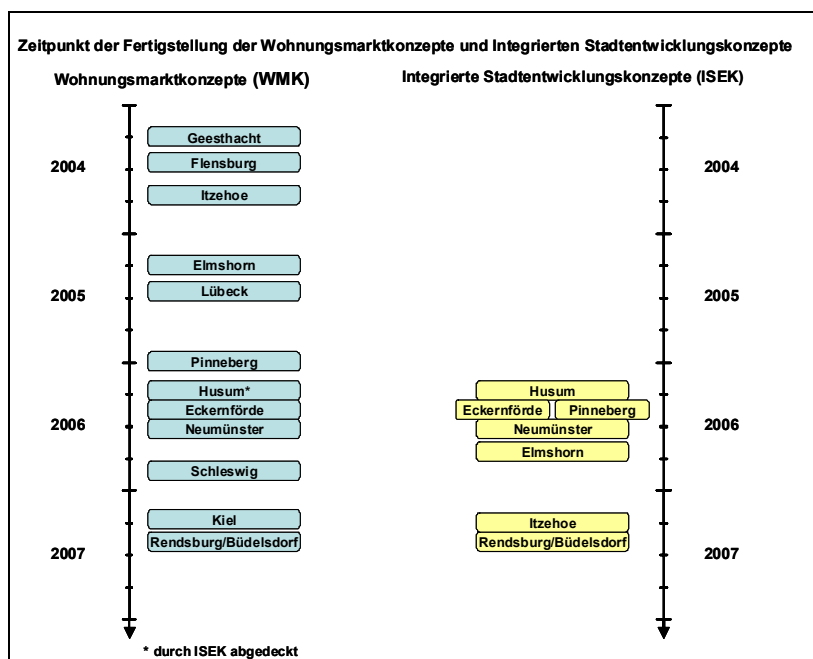 Zeitpunkt der Fertigstellung der Wohnungsmarktkonzepte und Integrierten Stadtentwicklungskonzepte
Wohnungsmarktkonzepte (WMK)
2004
Geesthacht
Flensburg
Itzehoe
2005
Elmshorn
Lübeck
2006
Pinneberg
Husum*
Eckernförde
Neumünster
Schleswig
2007
Kiel
Rendsburg/Büdelsdorf
* durch ISEK abgedeckt
Integrierte Stadtentwicklungskonzepte (ISEK)
2004
2005
Husum
Eckernförde Pinneberg
Neumünster
Elmshorn
2006
Itzehoe
Rendsburg/Büdelsdorf
2007